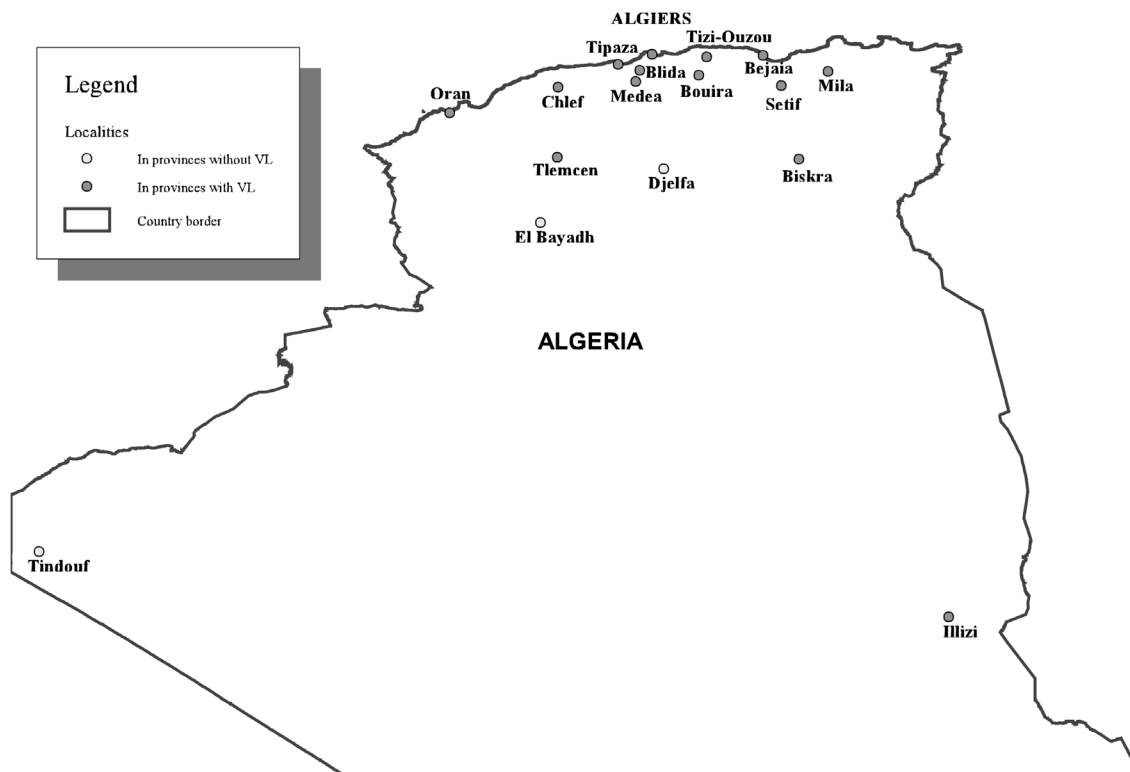 Legend
Localities
In provinces without VL
In provinces with VL
Country border
ALGIERS
Tizi-Ouzou
Tipaza
Blida
Bejaia
Mila
Oran
Chlef
Medea
Bouira
Setif
Tlemcen
Djelfa
Biskra
El Bayadh
ALGERIA
Tindouf
Illizi